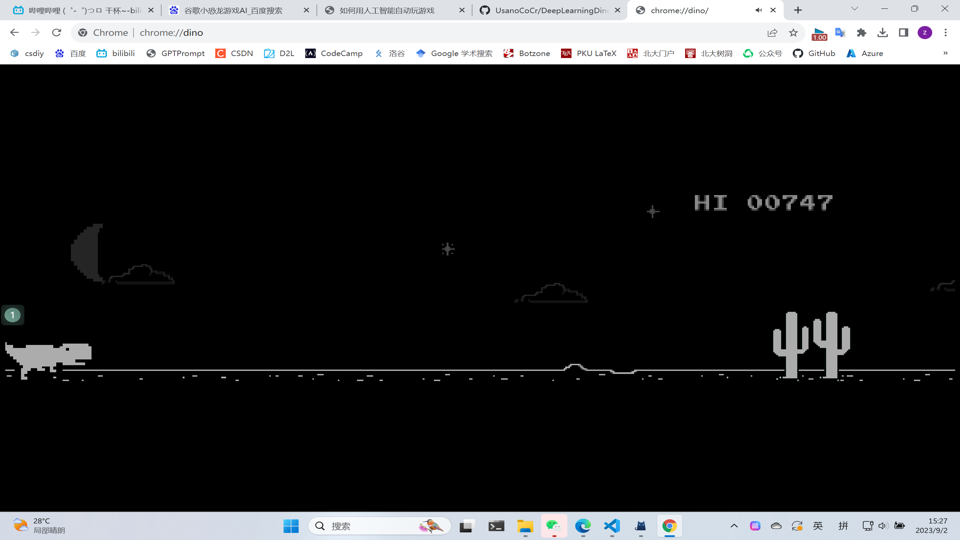 哔哩哔哩 (゜-゜)つロ 干杯~-bili
谷歌小恐龙游戏AI_百度搜索
如何用人工智能自动玩游戏
UsanoCoCr/DeepLearningDin
chrome://dino/
Chrome | chrome://dino
1.00
z
csdiy
百度
bilibili
GPTPrompt
CSDN
D2L
CodeCamp
洛谷
Google 学术搜索
Botzone
PKU LaTeX
北大门户
北大树洞
公众号
GitHub
Azure
»
HI 00747
1
28°C
局部晴朗
搜索
英
拼
15:27
2023/9/2